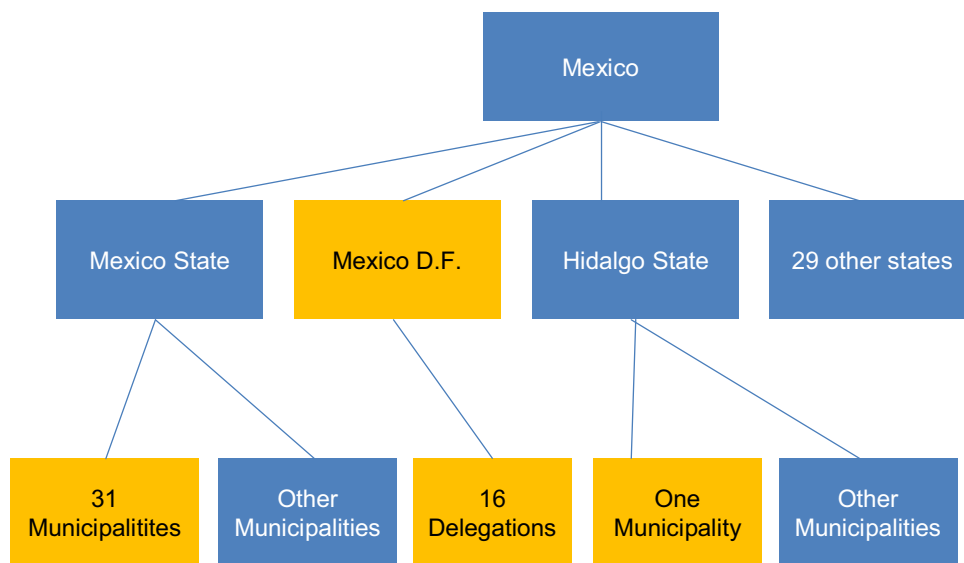 Mexico
Mexico State
Mexico D.F.
Hidalgo State
29 other states
31
Municipalitites
Other
Municipalities
16
Delegations
One
Municipality
Other
Municipalities